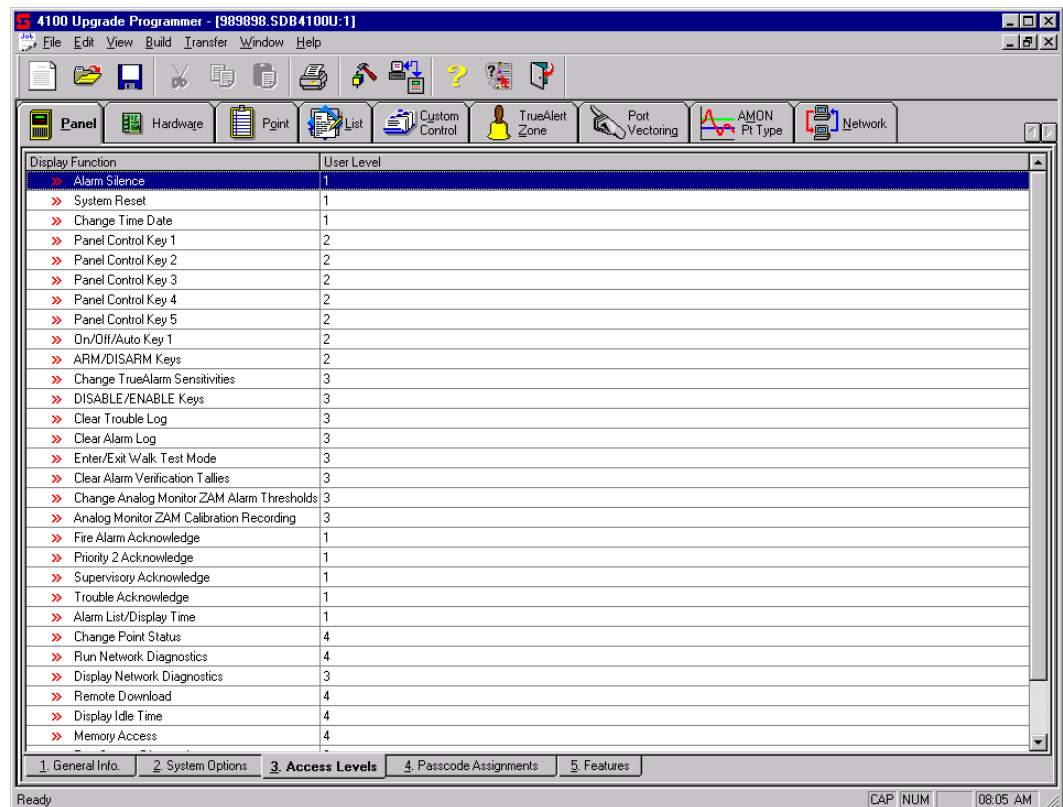 4100 Upgrade Programmer - [989898.SDB4100U:1]
Job File Edit View Build Transfer Window Help
Panel Hardware Point List Custom Control TrueAlert Zone Port Vectoring AMON Pt Type Network
Display Function User Level
Alarm Silence 1
System Reset 1
Change Time Date 1
Panel Control Key 1 2
Panel Control Key 2 2
Panel Control Key 3 2
Panel Control Key 4 2
Panel Control Key 5 2
On/Off/Auto Key 1 2
ARM/DISARM Keys 2
Change TrueAlarm Sensitivities 3
DISABLE/ENABLE Keys 3
Clear Trouble Log 3
Clear Alarm Log 3
Enter/Exit Walk Test Mode 3
Clear Alarm Verification Tallies 3
Change Analog Monitor ZAM Alarm Thresholds 3
Analog Monitor ZAM Calibration Recording 3
Fire Alarm Acknowledge 1
Priority 2 Acknowledge 1
Supervisory Acknowledge 1
Trouble Acknowledge 1
Alarm List/Display Time 1
Change Point Status 4
Run Network Diagnostics 4
Display Network Diagnostics 3
Remote Download 4
Display Idle Time 4
Memory Access 4
1. General Info. 2. System Options 3. Access Levels 4. Passcode Assignments 5. Features
Ready CAP NUM 08:05 AM